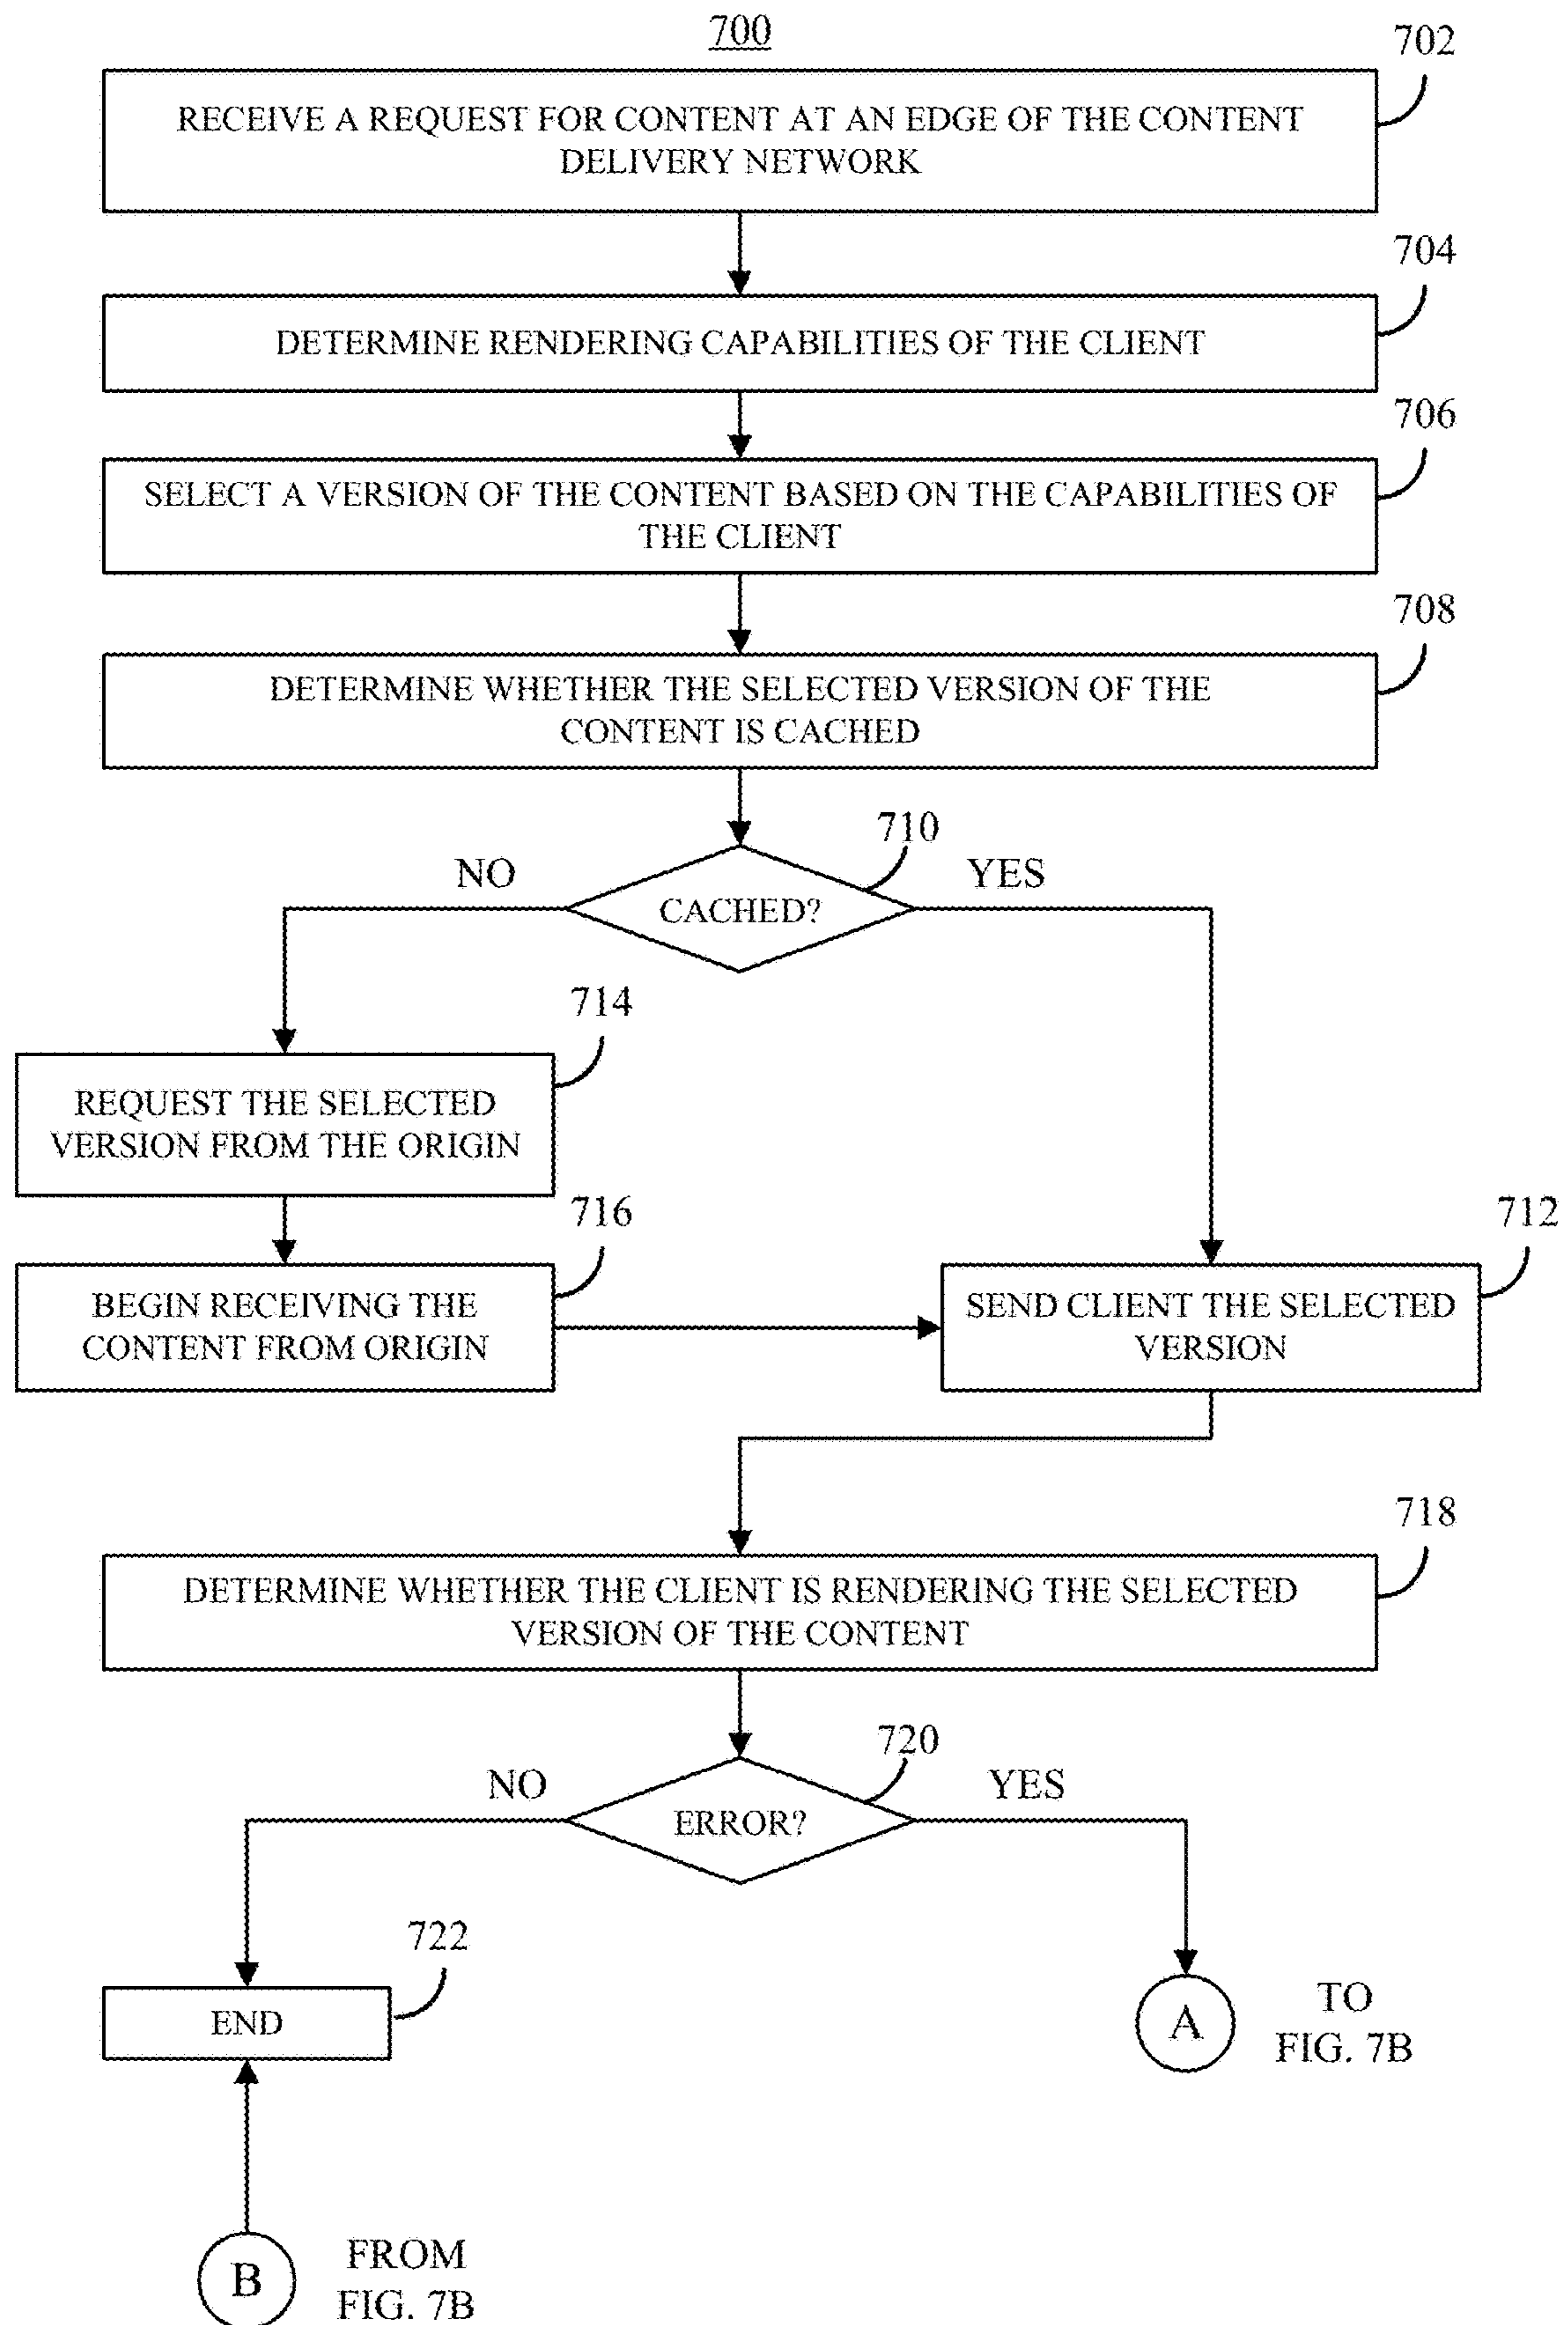 700
702
RECEIVE A REQUEST FOR CONTENT AT AN EDGE OF THE CONTENT
DELIVERY NETWORK
704
DETERMINE RENDERING CAPABILITIES OF THE CLIENT
706
SELECT A VERSION OF THE CONTENT BASED ON THE CAPABILITIES OF
THE CLIENT
708
DETERMINE WHETHER THE SELECTED VERSION OF THE
CONTENT IS CACHED
710
NO
YES
CACHED?
714
REQUEST THE SELECTED
VERSION FROM THE ORIGIN
716
BEGIN RECEIVING THE
CONTENT FROM ORIGIN
712
SEND CLIENT THE SELECTED
VERSION
718
DETERMINE WHETHER THE CLIENT IS RENDERING THE SELECTED
VERSION OF THE CONTENT
720
NO
YES
ERROR?
722
END
A
TO
FIG. 7B
B
FROM
FIG. 7B